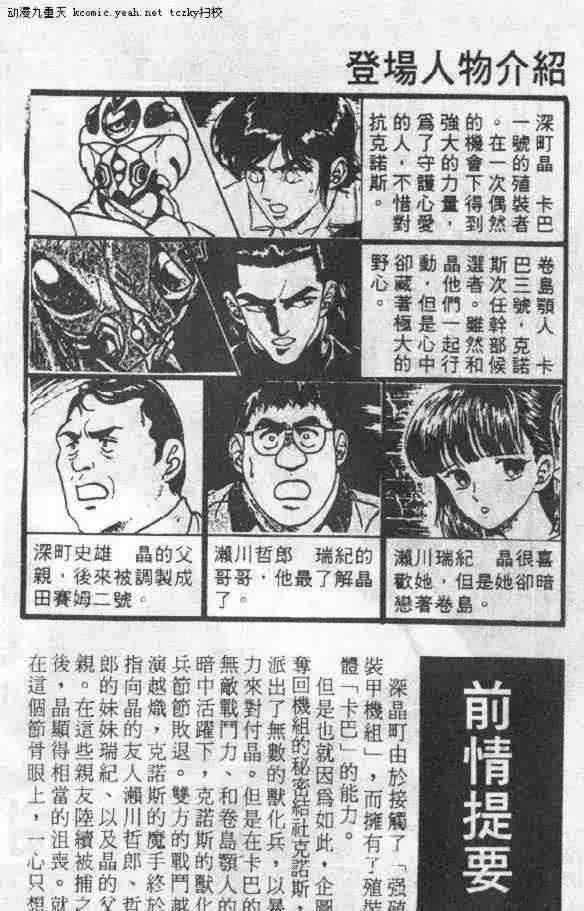 动漫九重天 kcomic.yeah.net tczky扫校
登場人物介紹
深町晶　卡巴
一號的殖裝者
。在一次偶然
的機會下得到
強大的力量，
爲了守護心愛
的人，不惜對
抗克諾斯。
卷島顎人　卡
巴三號，克諾
斯次任幹部候
選者。雖然和
晶他們一起行
動，但是心中
卻藏著極大的
野心。
瀨川瑞紀　晶很喜
歡她，但是她卻暗
戀著卷島。
瀨川哲郎　瑞紀的
哥哥，他最了解晶
了。
深町史雄　晶的父
親，後來被調製成
田賽姆二號。
前情提要
深晶町由於接觸了「强殖
裝甲機組」，而擁有了殖裝
體「卡巴」的能力。
但是也就因爲如此，企圖
奪回機組的秘密結社克諾斯，
派出了無數的獸化兵，以暴
力來對付晶。但是在卡巴的
無敵戰鬥力、和卷島顎人的
暗中活躍下，克諾斯的獸化
兵節節敗退。雙方的戰鬥越
演越熾，克諾斯的魔手終於
指向晶的友人瀨川哲郎、哲
郎的妹妹瑞紀、以及晶的父
親。在這些親友陸續被捕之
後，晶顯得相當的沮喪。就
在這個節骨眼上，一心只想